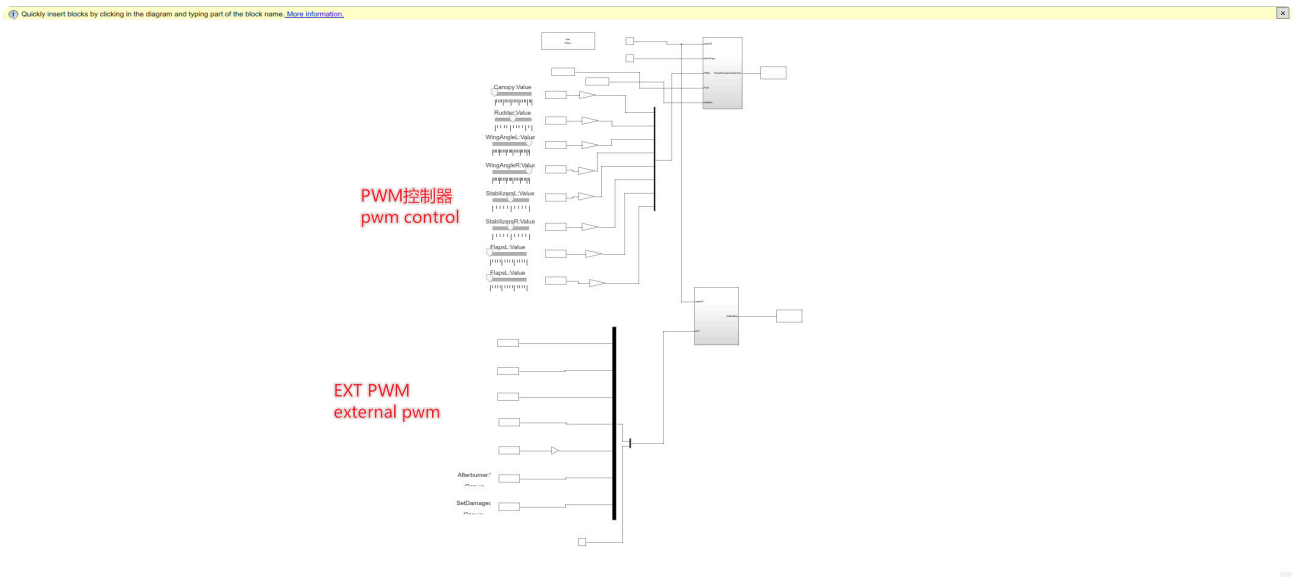 Quickly insert blocks by clicking in the diagram and typing part of the block name. More information.
Canopy:Value
Rudder:Value
WingAngleL:Value
WingAngleR:Value
StabilizersL:Value
StabilizersR:Value
FlapsL:Value
FlapsL:Value
PWM控制器
pwm control
EXT PWM
external pwm
Afterburner:
SetDamage: